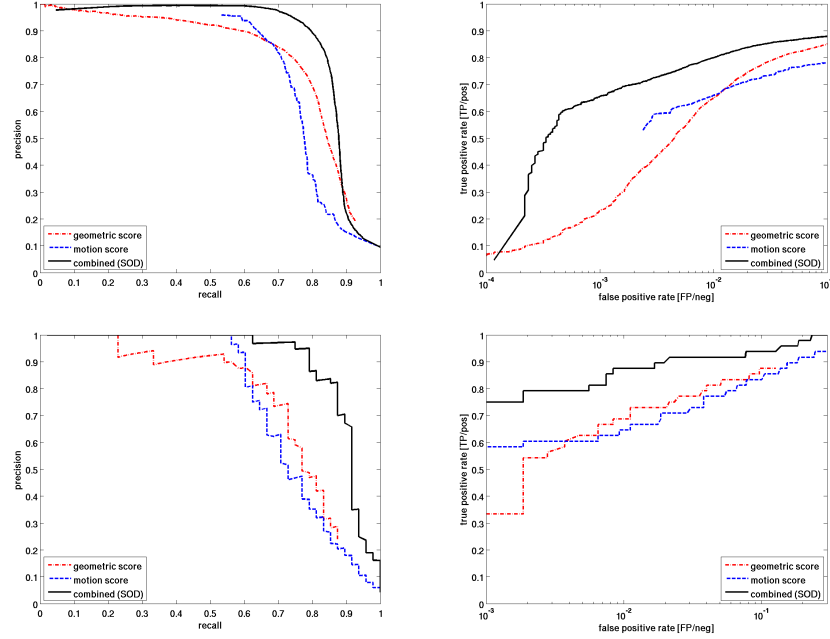 1
0.9
0.8
0.7
0.6
0.5
0.4
0.3
0.2
0.1
0
precision
geometric score
motion score
combined (SOD)
0 0.1 0.2 0.3 0.4 0.5 0.6 0.7 0.8 0.9 1
recall
1
0.9
0.8
0.7
0.6
0.5
0.4
0.3
0.2
0.1
0
true positive rate [TP/pos]
geometric score
motion score
combined (SOD)
10^-4 10^-3 10^-2 10
false positive rate [FP/neg]
1
0.9
0.8
0.7
0.6
0.5
0.4
0.3
0.2
0.1
0
precision
geometric score
motion score
combined (SOD)
0 0.1 0.2 0.3 0.4 0.5 0.6 0.7 0.8 0.9 1
recall
1
0.9
0.8
0.7
0.6
0.5
0.4
0.3
0.2
0.1
0
true positive rate [TP/pos]
geometric score
motion score
combined (SOD)
10^-3 10^-2 10^-1
false positive rate [FP/neg]